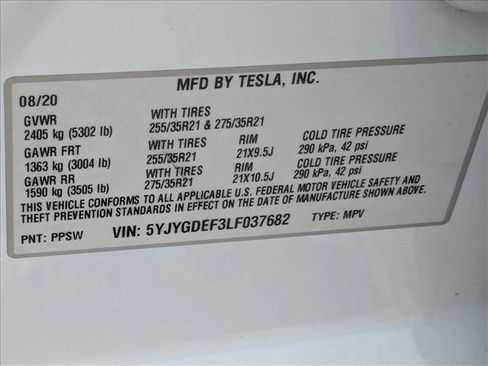 MFD BY TESLA, INC.
08/20
GVWR WITH TIRES
2405 kg (5302 lb) 255/35R21 & 275/35R21
GAWR FRT WITH TIRES RIM COLD TIRE PRESSURE
1363 kg (3004 lb) 255/35R21 21X9.5J 290 kPa, 42 psi
GAWR RR WITH TIRES RIM COLD TIRE PRESSURE
1590 kg (3505 lb) 275/35R21 21X10.5J 290 kPa, 42 psi
THIS VEHICLE CONFORMS TO ALL APPLICABLE U.S. FEDERAL MOTOR VEHICLE SAFETY AND
THEFT PREVENTION STANDARDS IN EFFECT ON THE DATE OF MANUFACTURE SHOWN ABOVE.
PNT: PPSW VIN: 5YJYGDEF3LF037682 TYPE: MPV